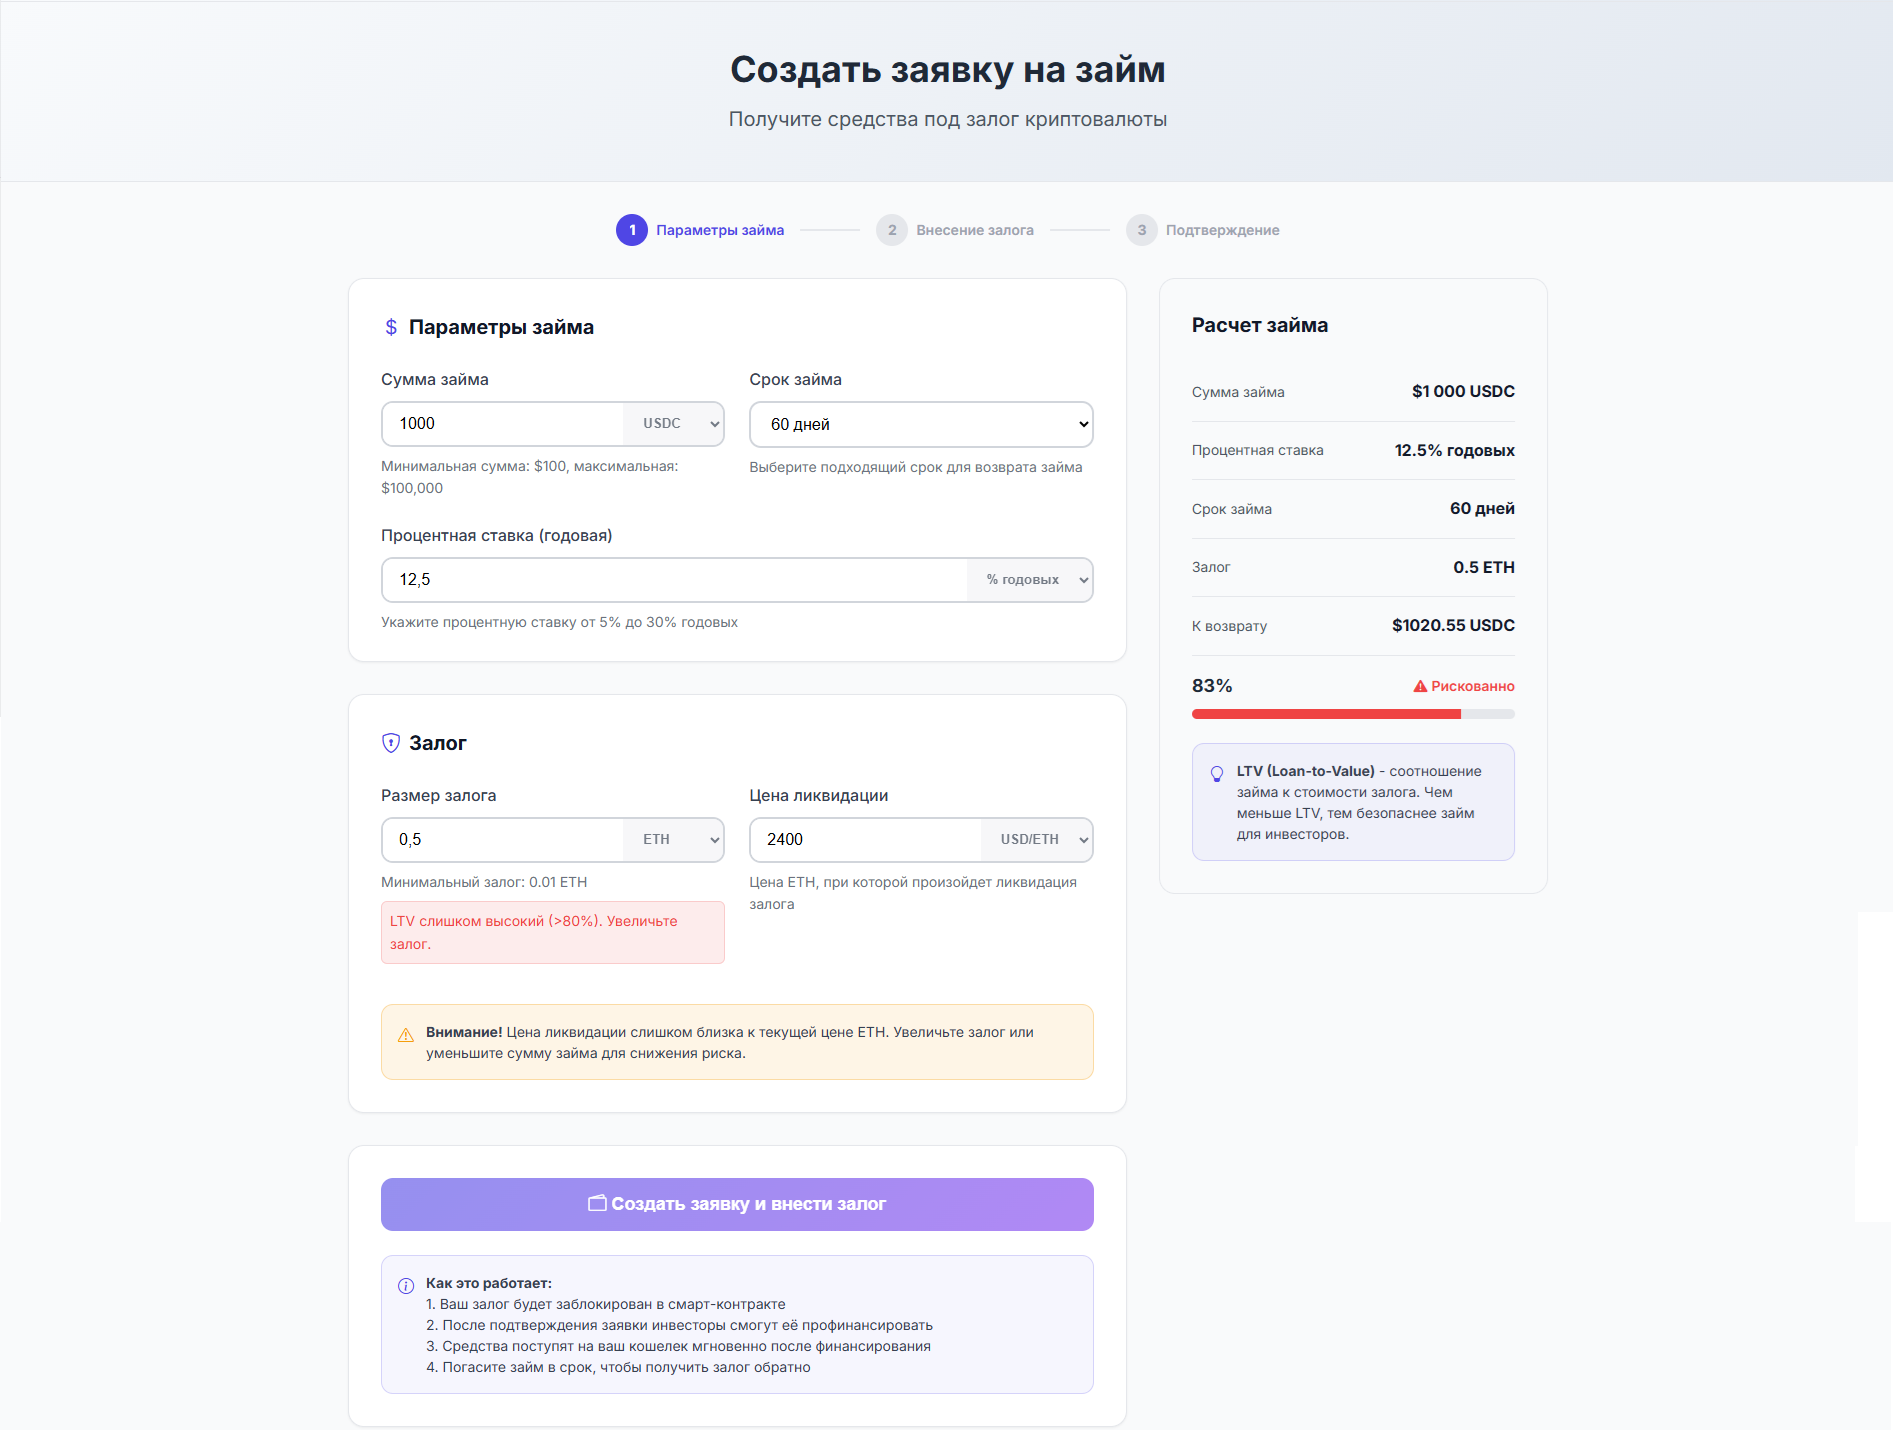 Создать заявку на займ
Получите средства под залог криптовалюты
1 Параметры займа
2 Внесение залога
3 Подтверждение
$ Параметры займа
Сумма займа
1000 USDC
Минимальная сумма: $100, максимальная:
$100,000
Срок займа
60 дней
Выберите подходящий срок для возврата займа
Процентная ставка (годовая)
12,5 % годовых
Укажите процентную ставку от 5% до 30% годовых
Залог
Размер залога
0,5 ETH
Минимальный залог: 0.01 ETH
LTV слишком высокий (>80%). Увеличьте
залог.
Цена ликвидации
2400 USD/ETH
Цена ETH, при которой произойдет ликвидация
залога
Внимание! Цена ликвидации слишком близка к текущей цене ETH. Увеличьте залог или
уменьшите сумму займа для снижения риска.
Создать заявку и внести залог
Как это работает:
1. Ваш залог будет заблокирован в смарт-контракте
2. После подтверждения заявки инвесторы смогут её профинансировать
3. Средства поступят на ваш кошелек мгновенно после финансирования
4. Погасите займ в срок, чтобы получить залог обратно
Расчет займа
Сумма займа $1 000 USDC
Процентная ставка 12.5% годовых
Срок займа 60 дней
Залог 0.5 ETH
К возврату $1020.55 USDC
83% Рискованно
LTV (Loan-to-Value) - соотношение
займа к стоимости залога. Чем
меньше LTV, тем безопаснее займ
для инвесторов.